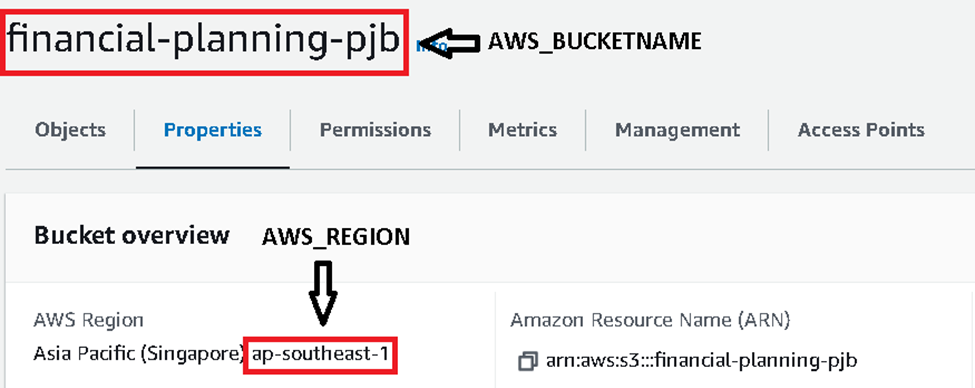 financial-planning-pjb Info AWS_BUCKETNAME
Objects Properties Permissions Metrics Management Access Points
Bucket overview AWS_REGION
AWS Region
Asia Pacific (Singapore) ap-southeast-1
Amazon Resource Name (ARN)
arn:aws:s3:::financial-planning-pjb